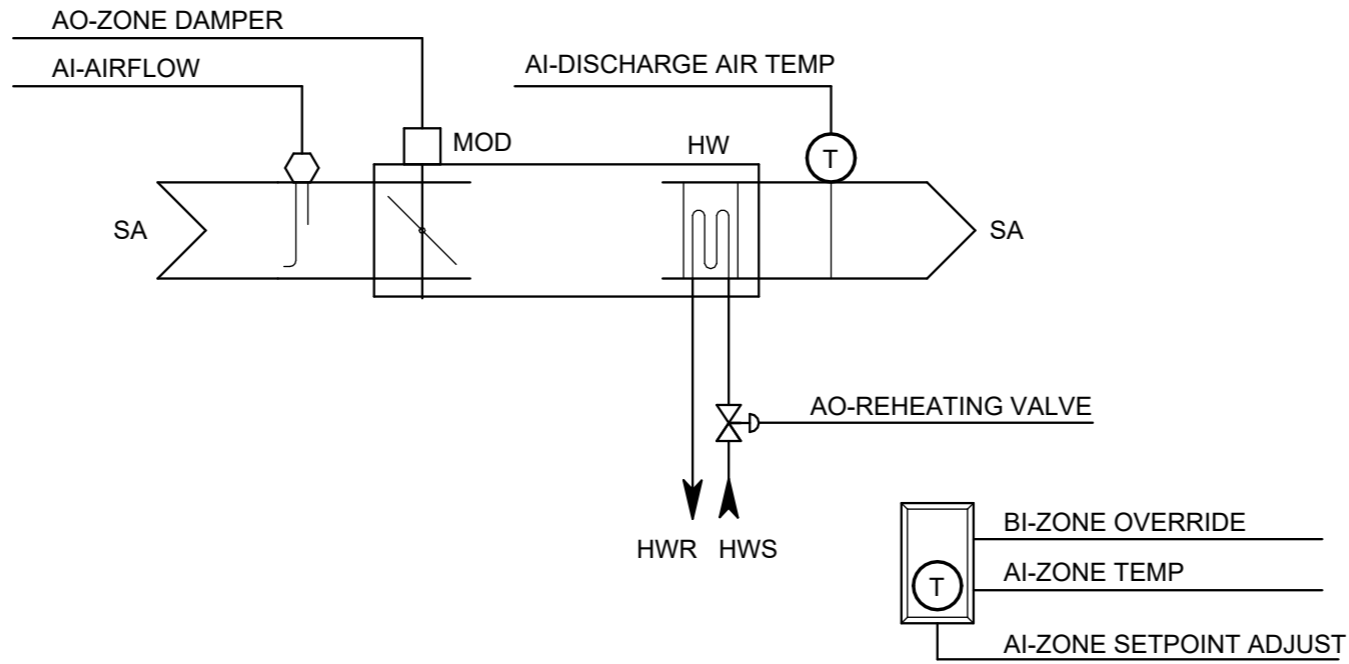 AO-ZONE DAMPER
AI-AIRFLOW
AI-DISCHARGE AIR TEMP
MOD
HW
T
SA
SA
AO-REHEATING VALVE
HWR
HWS
BI-ZONE OVERRIDE
AI-ZONE TEMP
T
AI-ZONE SETPOINT ADJUST